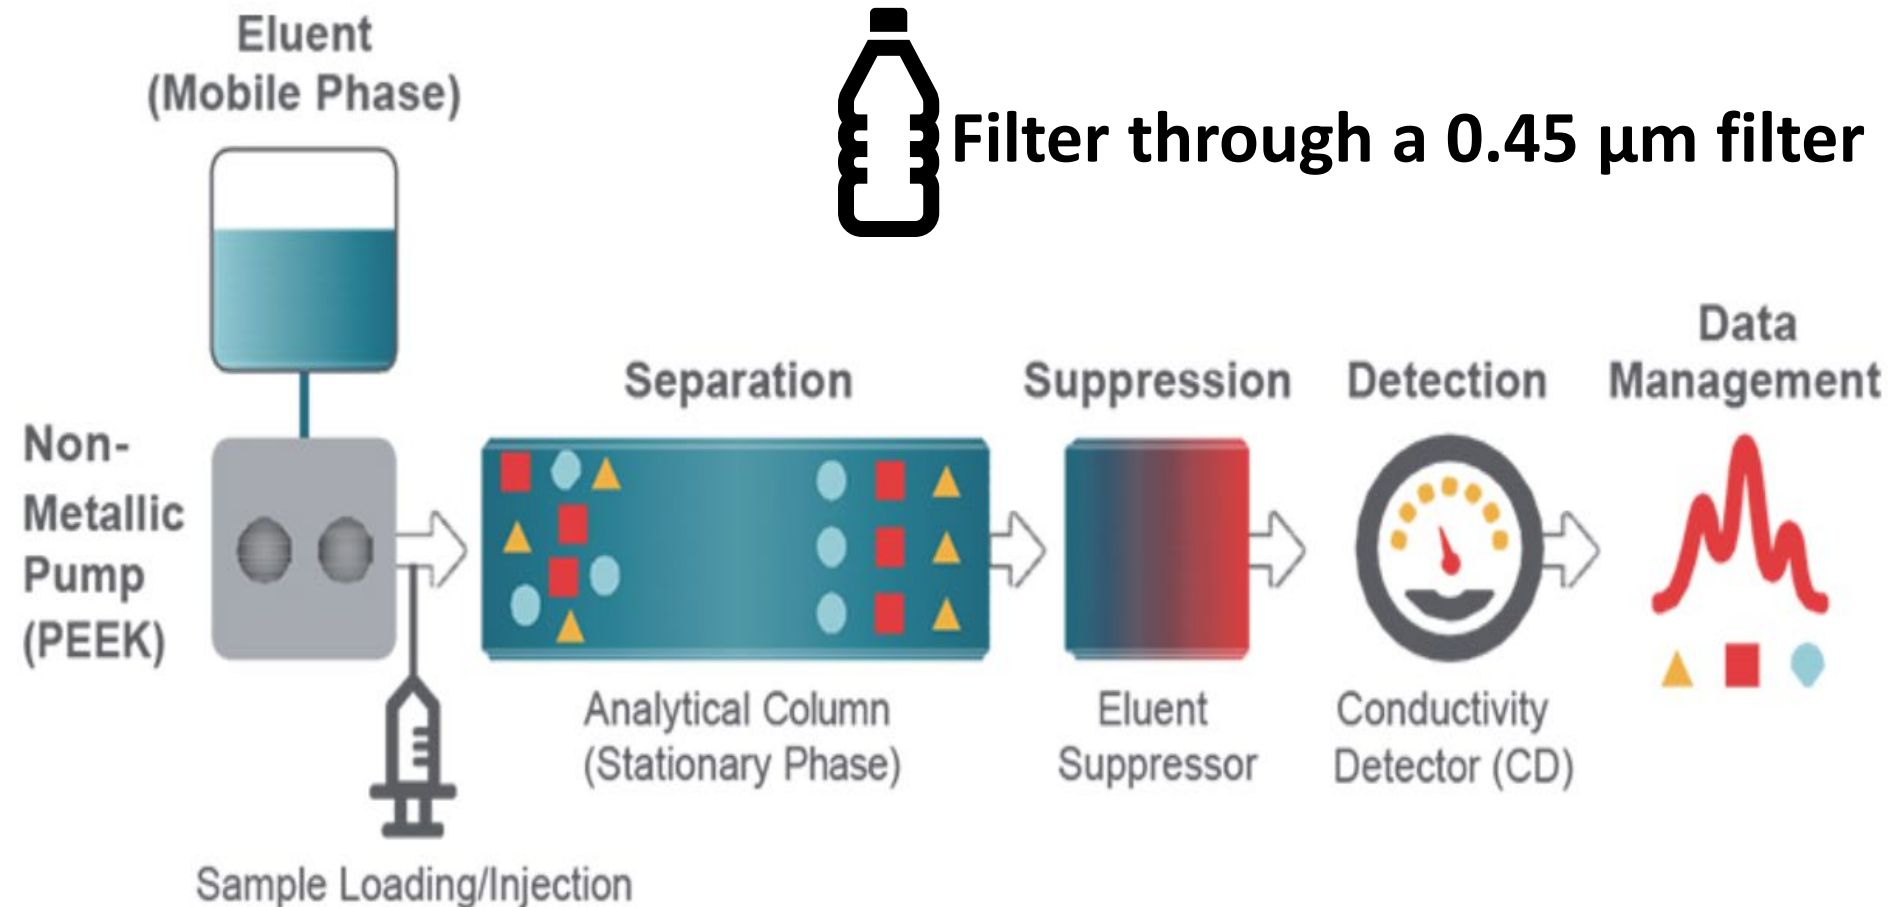 Eluent
(Mobile Phase)
Filter through a 0.45 µm filter
Non-
Metallic
Pump
(PEEK)
Sample Loading/Injection
Separation
Analytical Column
(Stationary Phase)
Suppression
Eluent
Suppressor
Detection
Conductivity
Detector (CD)
Data
Management